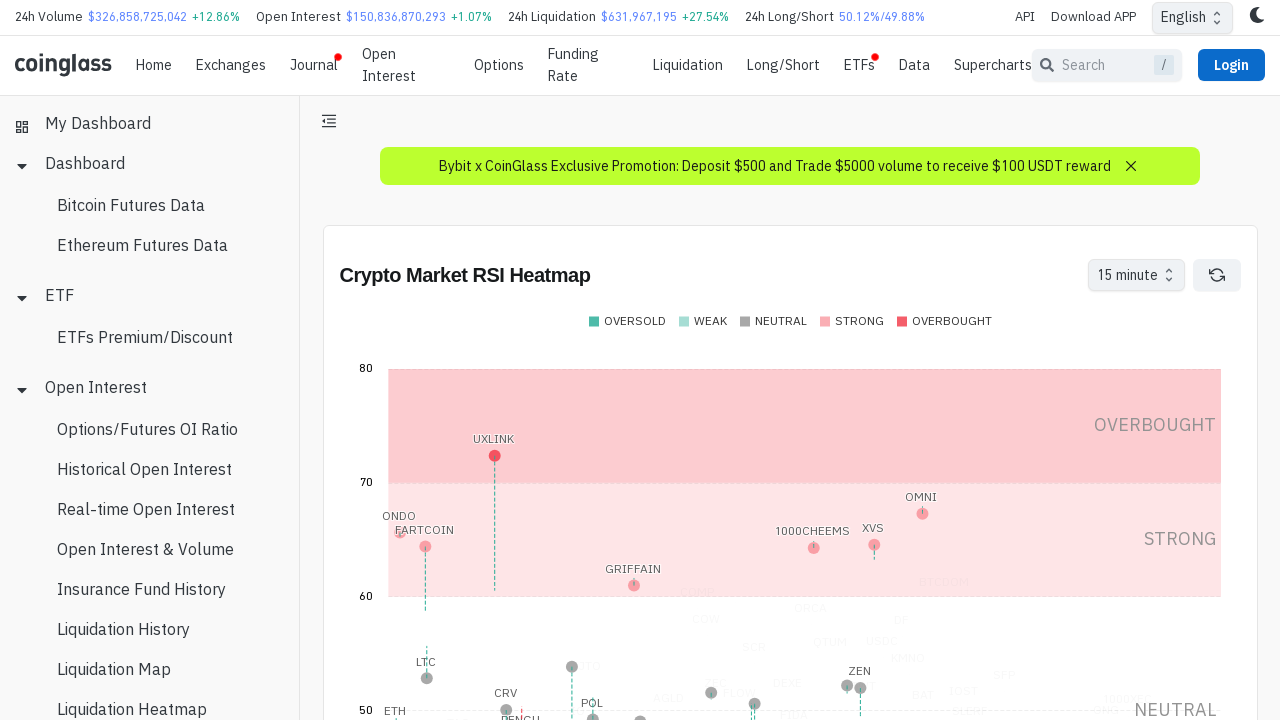 24h Volume $326,858,725,042 +12.86% Open Interest $150,836,870,293 +1.07% 24h Liquidation $631,967,195 +27.54% 24h Long/Short 50.12%/49.88% API Download APP English
coinglass Home Exchanges Journal Open Interest Options Funding Rate Liquidation Long/Short ETFs Data Supercharts Search / Login
My Dashboard
Dashboard
Bitcoin Futures Data
Ethereum Futures Data
ETF
ETFs Premium/Discount
Open Interest
Options/Futures OI Ratio
Historical Open Interest
Real-time Open Interest
Open Interest & Volume
Insurance Fund History
Liquidation History
Liquidation Map
Liquidation Heatmap
Bybit x CoinGlass Exclusive Promotion: Deposit $500 and Trade $5000 volume to receive $100 USDT reward
Crypto Market RSI Heatmap
15 minute
OVERSOLD WEAK NEUTRAL STRONG OVERBOUGHT
80
OVERBOUGHT
UXLINK
70
OMNI
ONDO
FARTCOIN
1000CHEEMS
XVS
STRONG
GRIFFAIN
60
LTC
ZEN
CRV
POL
ETH
50
PENGU
NEUTRAL